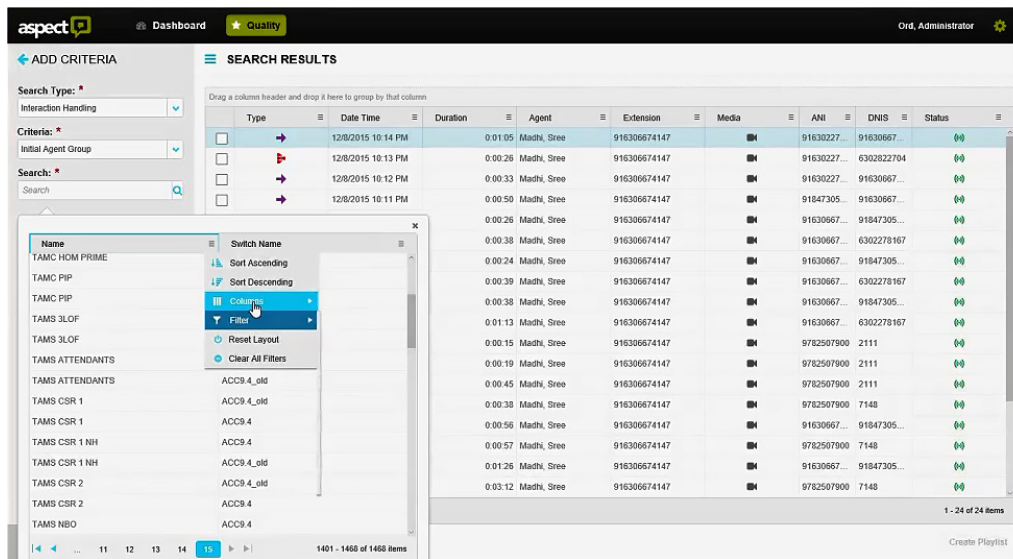 aspect Dashboard Quality Ord, Administrator
ADD CRITERIA
Search Type: *
Interaction Handling
Criteria: *
Initial Agent Group
Search: *
Search
SEARCH RESULTS
Drag a column header and drop it here to group by that column
Type Date Time Duration Agent Extension Media ANI DNIS Status
12/8/2015 10:14 PM 0:01:05 Madhi, Sree 916306674147 91630227... 91630667...
12/8/2015 10:13 PM 0:00:26 Madhi, Sree 916306674147 91630227... 6302822704
12/8/2015 10:12 PM 0:00:33 Madhi, Sree 916306674147 91630227... 91630667...
12/8/2015 10:11 PM 0:00:50 Madhi, Sree 916306674147 91847305... 91630667...
0:00:26 Madhi, Sree 916306674147 91630667... 91847305...
0:00:38 Madhi, Sree 916306674147 91630667... 6302278167
0:00:24 Madhi, Sree 916306674147 91630667... 91847305...
0:00:39 Madhi, Sree 916306674147 91630667... 6302278167
0:00:38 Madhi, Sree 916306674147 91630667... 91847305...
0:01:13 Madhi, Sree 916306674147 91630667... 6302278167
0:00:15 Madhi, Sree 916306674147 9782507900 2111
0:00:19 Madhi, Sree 916306674147 9782507900 2111
0:00:45 Madhi, Sree 916306674147 9782507900 2111
0:00:38 Madhi, Sree 916306674147 9782507900 7148
0:00:56 Madhi, Sree 916306674147 91630667... 91847305...
0:00:57 Madhi, Sree 916306674147 9782507900 7148
0:01:26 Madhi, Sree 916306674147 91630667... 91847305...
0:03:12 Madhi, Sree 916306674147 9782507900 7148
1 - 24 of 24 items
Create Playlist
Name Switch Name
TAMC HOM PRIME
TAMC PIP
TAMC PIP
TAMS 3LOF
TAMS 3LOF
TAMS ATTENDANTS
TAMS ATTENDANTS ACC9.4_old
TAMS CSR 1 ACC9.4_old
TAMS CSR 1 ACC9.4
TAMS CSR 1 NH ACC9.4
TAMS CSR 1 NH ACC9.4_old
TAMS CSR 2 ACC9.4_old
TAMS CSR 2 ACC9.4
TAMS NBO ACC9.4
Sort Ascending
Sort Descending
Columns
Filter
Reset Layout
Clear All Filters
... 11 12 13 14 15 1401 - 1468 of 1468 items